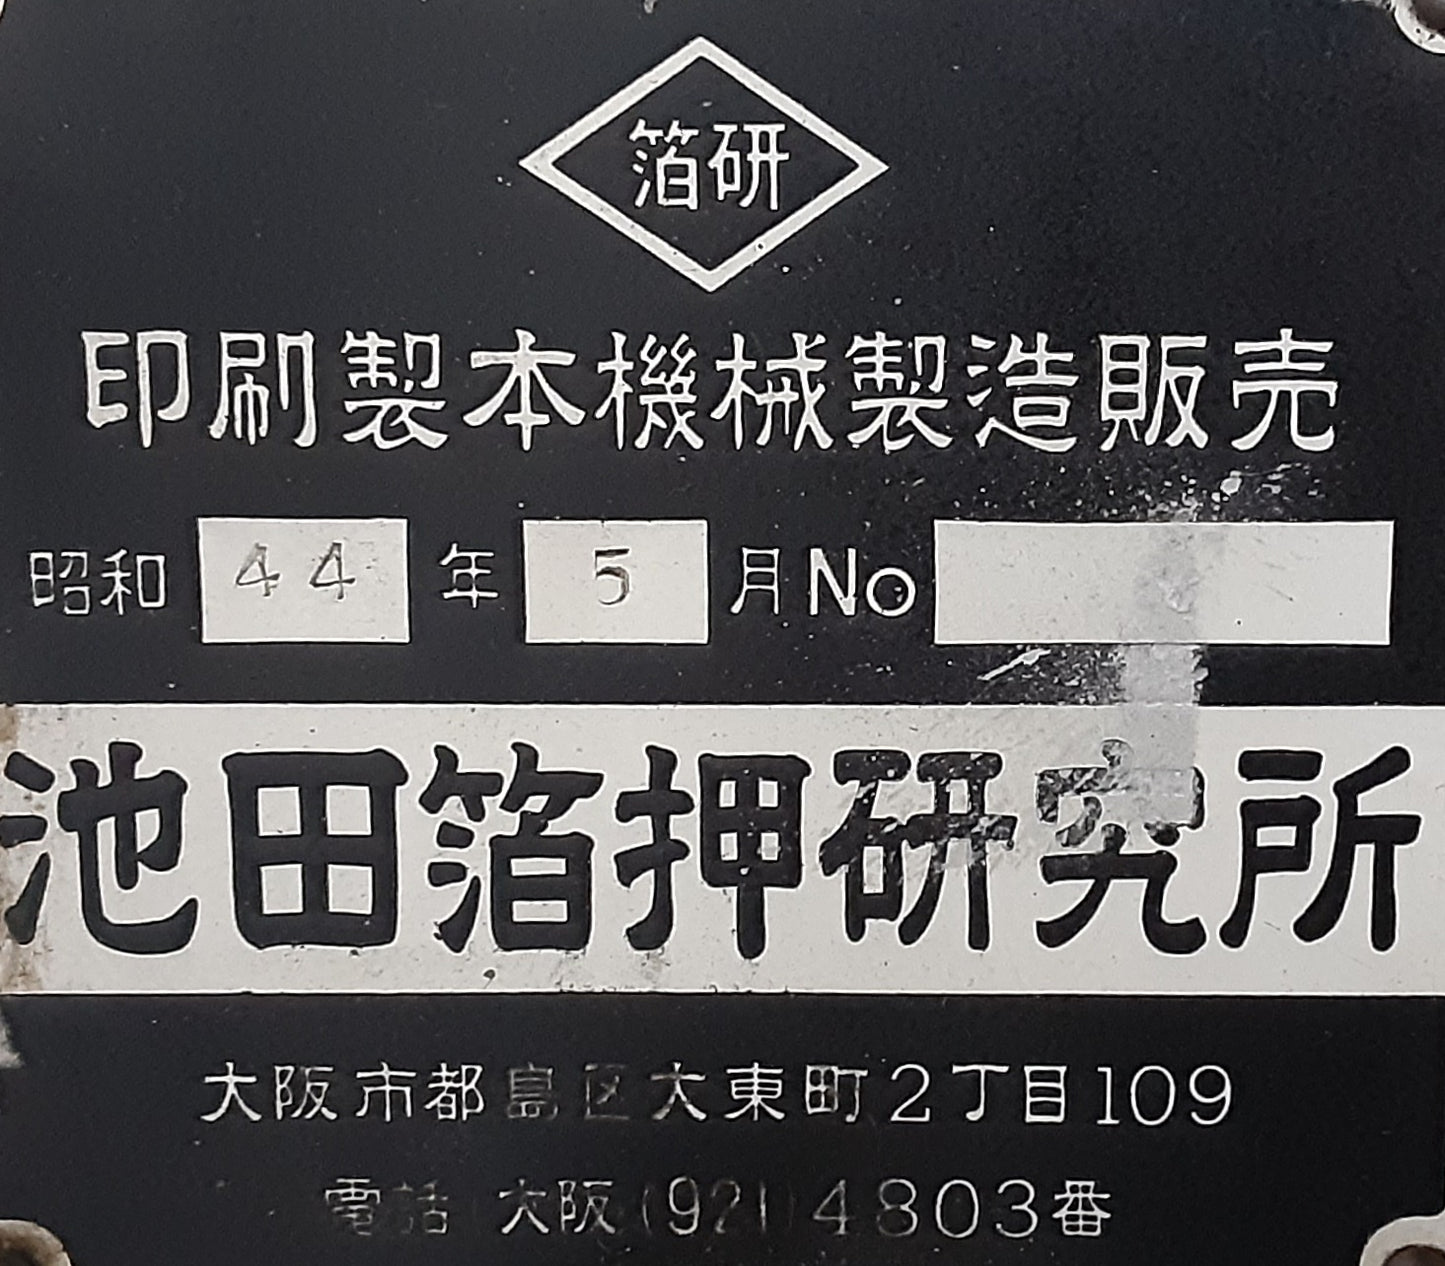 箔研
印刷製本機械製造販売
昭和 44 年 5 月 No
池田箔押研究所
大阪市都島区大東町2丁目109
電話 大阪(921)4803番